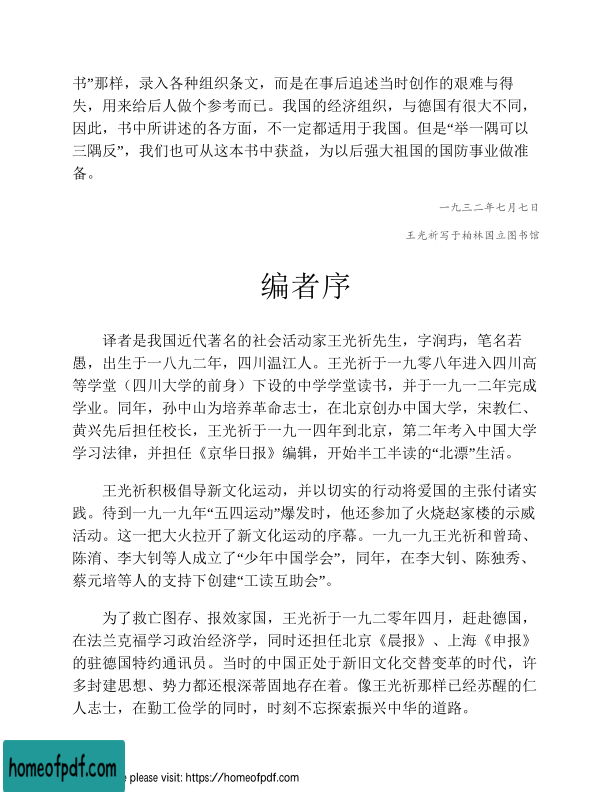 书”那样，录入各种组织条文，而是在事后追述当时创作的艰难与得
失，用来给后人做个参考而已。我国的经济组织，与德国有很大不同，
因此，书中所讲述的各方面，不一定都适用于我国。但是“举一隅可以
三隅反”，我们也可从这本书中获益，为以后强大祖国的国防事业做准
备。
一九三二年七月七日
王光祈写于柏林国立图书馆
编者序
译者是我国近代著名的社会活动家王光祈先生，字润玙，笔名若
愚，出生于一八九二年，四川温江人。王光祈于一九零八年进入四川高
等学堂（四川大学的前身）下设的中学学堂读书，并于一九一二年完成
学业。同年，孙中山为培养革命志士，在北京创办中国大学，宋教仁、
黄兴先后担任校长，王光祈于一九一四年到北京，第二年考入中国大学
学习法律，并担任《京华日报》编辑，开始半工半读的“北漂”生活。
王光祈积极倡导新文化运动，并以切实的行动将爱国的主张付诸实
践。待到一九一九年“五四运动”爆发时，他还参加了火烧赵家楼的示威
活动。这一把大火拉开了新文化运动的序幕。一九一九王光祈和曾琦、
陈淯、李大钊等人成立了“少年中国学会”，同年，在李大钊、陈独秀、
蔡元培等人的支持下创建“工读互助会”。
为了救亡图存、报效家国，王光祈于一九二零年四月，赶赴德国，
在法兰克福学习政治经济学，同时还担任北京《晨报》、上海《申报》
的驻德国特约通讯员。当时的中国正处于新旧文化交替变革的时代，许
多封建思想、势力都还根深蒂固地存在着。像王光祈那样已经苏醒的仁
人志士，在勤工俭学的同时，时刻不忘探索振兴中华的道路。
homeofpdf.com
e please visit: https://homeofpdf.com